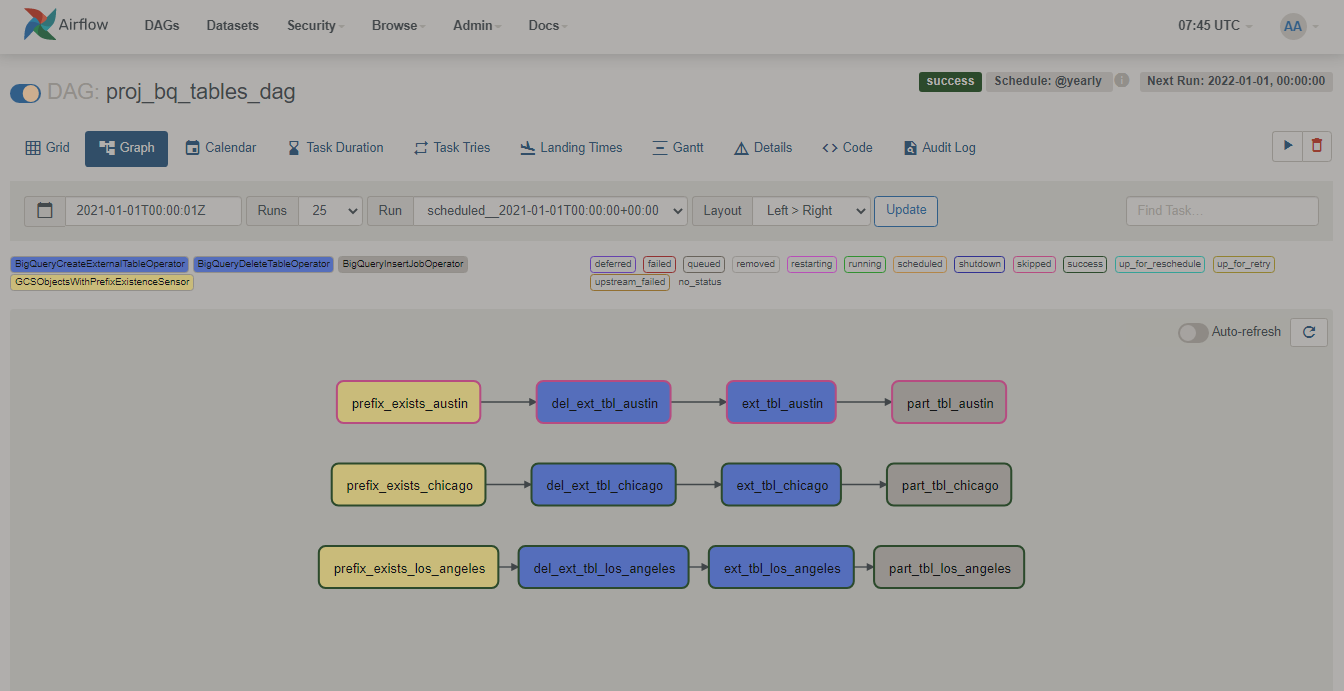 Airflow DAGs Datasets Security Browse Admin Docs 07:45 UTC AA
DAG: proj_bq_tables_dag success Schedule: @yearly i Next Run: 2022-01-01, 00:00:00
Grid Graph Calendar Task Duration Task Tries Landing Times Gantt Details <> Code Audit Log
2021-01-01T00:00:01Z Runs 25 Run scheduled__2021-01-01T00:00:00+00:00 Layout Left > Right Update Find Task...
BigQueryCreateExternalTableOperator BigQueryDeleteTableOperator BigQueryInsertJobOperator deferred failed queued removed restarting running scheduled shutdown skipped success up_for_reschedule up_for_retry
GCSObjectsWithPrefixExistenceSensor upstream_failed no_status
Auto-refresh
prefix_exists_austin del_ext_tbl_austin ext_tbl_austin part_tbl_austin
prefix_exists_chicago del_ext_tbl_chicago ext_tbl_chicago part_tbl_chicago
prefix_exists_los_angeles del_ext_tbl_los_angeles ext_tbl_los_angeles part_tbl_los_angeles